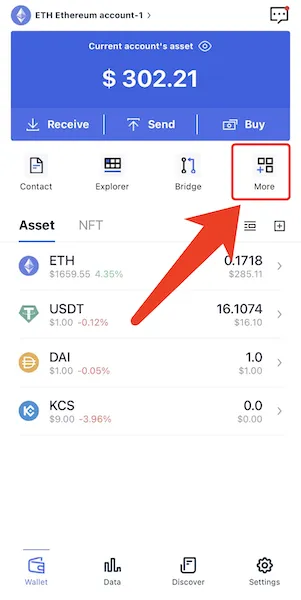 ETH Ethereum account-1
Current account's asset
$ 302.21
Receive Send Buy
Contact Explorer Bridge More
Asset NFT
ETH 0.1718
$1659.55 4.35% $285.11
USDT 16.1074
$1.00 -0.12% $16.10
DAI 1.0
$1.00 -0.05% $1.00
KCS 0.0
$9.00 -3.96% $0.00
Wallet Data Discover Settings